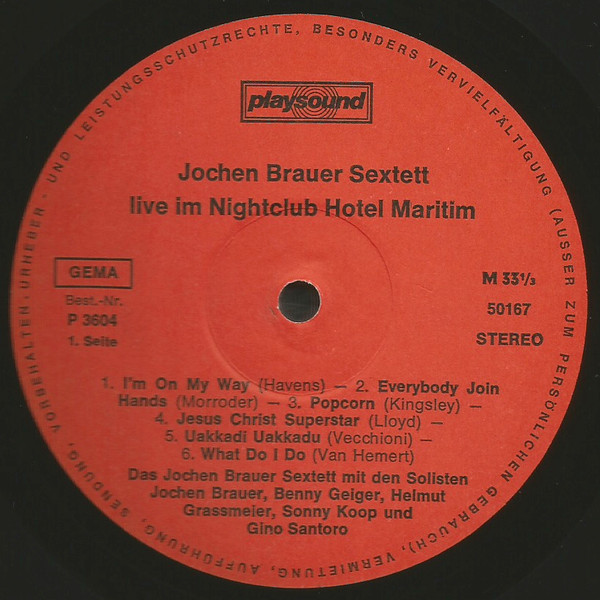 VORBEHALTEN · URHEBER- UND LEISTUNGSSCHUTZRECHTE, BESONDERS VERVIELFÄLTIGUNG (AUSSER ZUM PERSÖNLICHEN GEBRAUCH), VERMIETUNG, AUFFÜHRUNG, SENDUNG,
playsound
Jochen Brauer Sextett
live im Nightclub Hotel Maritim
GEMA
Best.-Nr.
P 3604
1. Seite
M 33 1/3
50167
STEREO
1. I'm On My Way (Havens) — 2. Everybody Join
Hands (Morroder) — 3. Popcorn (Kingsley) —
4. Jesus Christ Superstar (Lloyd) —
5. Uakkadi Uakkadu (Vecchioni) —
6. What Do I Do (Van Hemert)
Das Jochen Brauer Sextett mit den Solisten
Jochen Brauer, Benny Geiger, Helmut
Grassmeier, Sonny Koop und
Gino Santoro